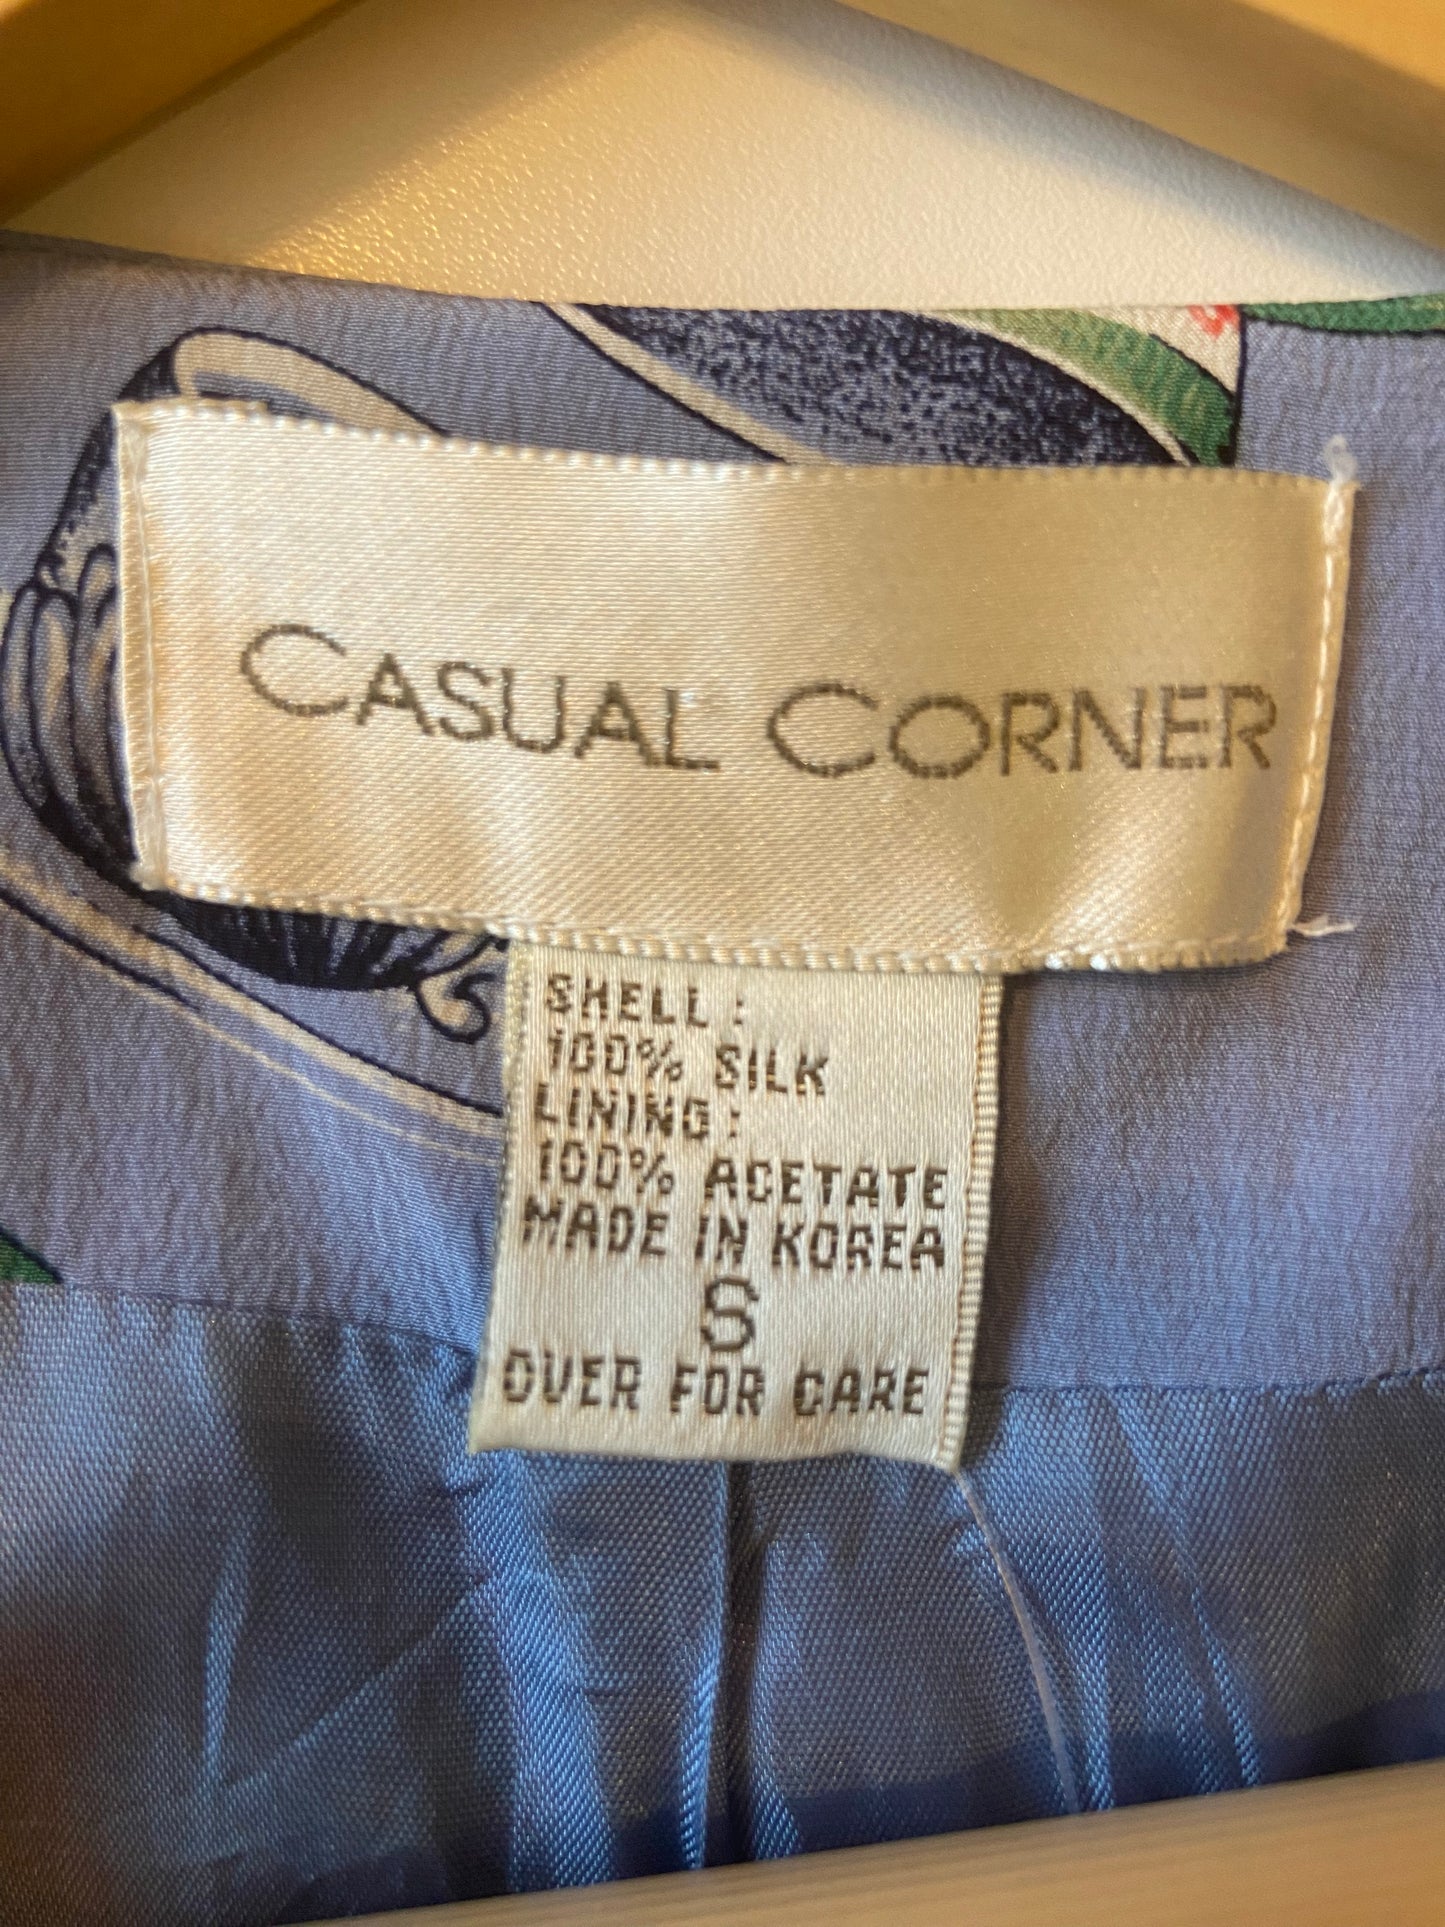 CASUAL CORNER
SHELL:
100% SILK
LINING:
100% ACETATE
MADE IN KOREA
S
OVER FOR CARE